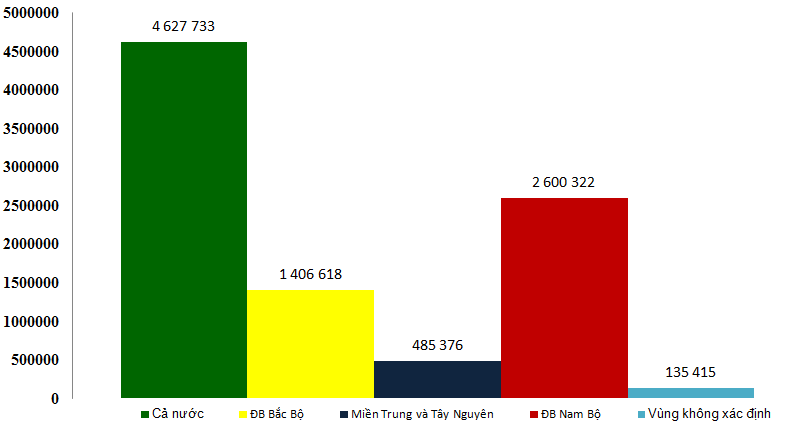 5000000
4500000
4000000
3500000
3000000
2500000
2000000
1500000
1000000
500000
0
4 627 733
1 406 618
485 376
2 600 322
135 415
Cả nước
ĐB Bắc Bộ
Miền Trung và Tây Nguyên
ĐB Nam Bộ
Vùng không xác định